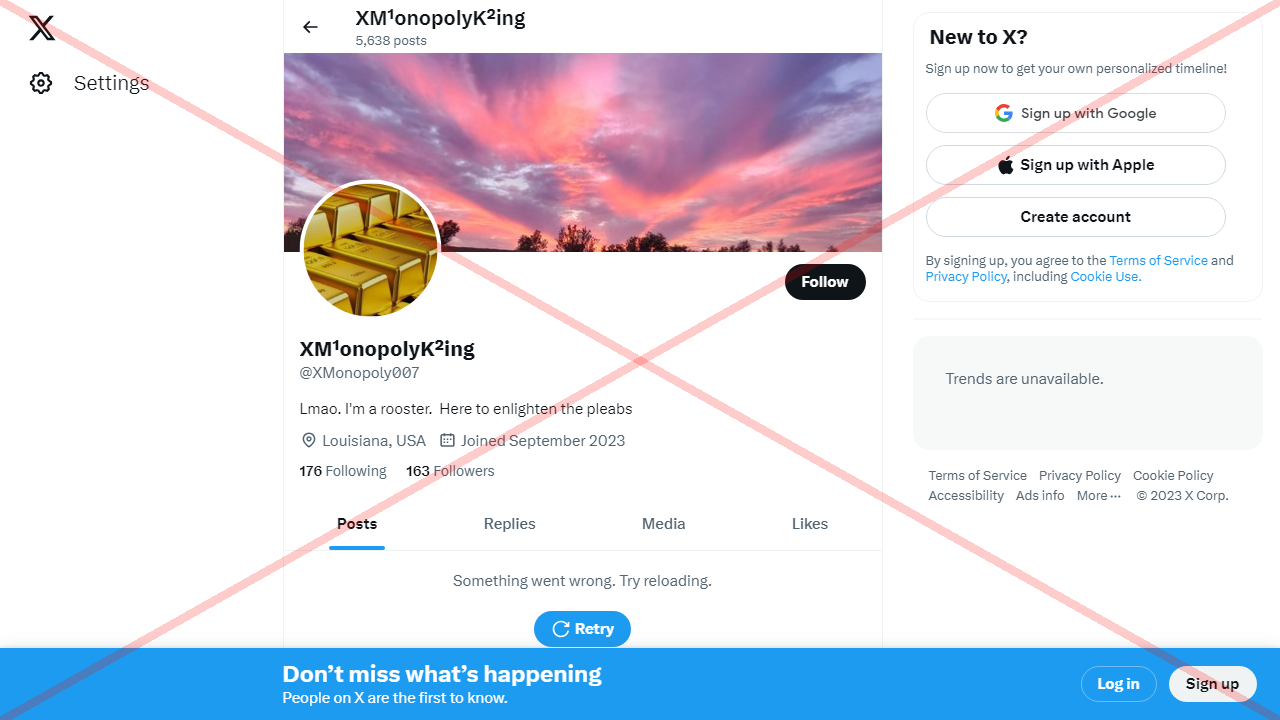 Settings
XM¹onopolyK²ing
5,638 posts
Follow
XM¹onopolyK²ing
@XMonopoly007
Lmao. I'm a rooster.  Here to enlighten the pleabs
Louisiana, USA Joined September 2023
176 Following 163 Followers
Posts Replies Media Likes
Something went wrong. Try reloading.
Retry
New to X?
Sign up now to get your own personalized timeline!
Sign up with Google
Sign up with Apple
Create account
By signing up, you agree to the Terms of Service and
Privacy Policy, including Cookie Use.
Trends are unavailable.
Terms of Service Privacy Policy Cookie Policy
Accessibility Ads info More ··· © 2023 X Corp.
Don’t miss what’s happening
People on X are the first to know.
Log in Sign up